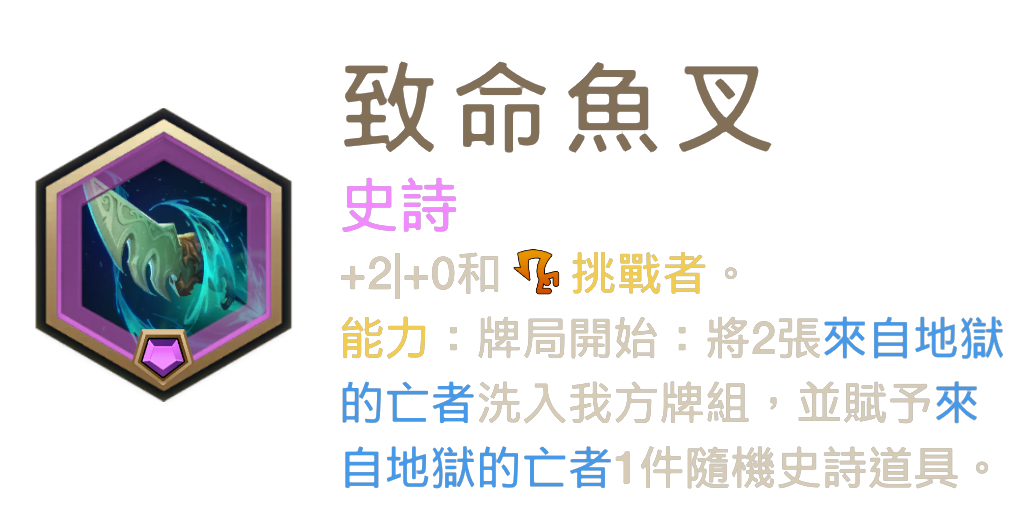 致命魚叉
史詩
+2|+0和 挑戰者。
能力：牌局開始：將2張來自地獄
的亡者洗入我方牌組，並賦予來
自地獄的亡者1件隨機史詩道具。